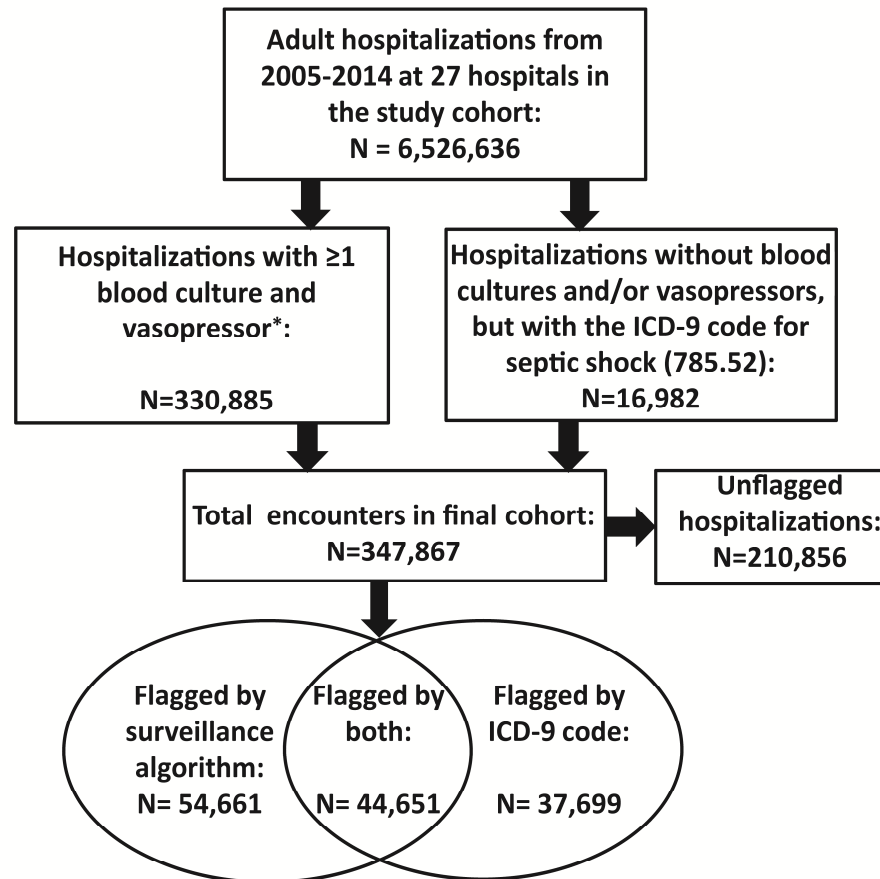 Adult hospitalizations from
2005-2014 at 27 hospitals in
the study cohort:
N = 6,526,636
Hospitalizations with ≥1
blood culture and
vasopressor*:
N=330,885
Hospitalizations without blood
cultures and/or vasopressors,
but with the ICD-9 code for
septic shock (785.52):
N=16,982
Total encounters in final cohort:
N=347,867
Unflagged
hospitalizations:
N=210,856
Flagged by
surveillance
algorithm:
N= 54,661
Flagged by
both:
N= 44,651
Flagged by
ICD-9 code:
N= 37,699